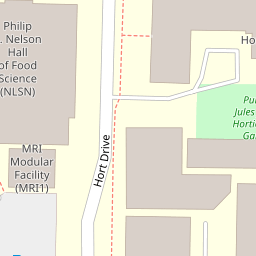 Philip
. Nelson
Hall
of Food
Science
(NLSN)
Ho
Pu
Jules
Horti
Ga
Hort Drive
MRI
Modular
Facility
(MRI1)